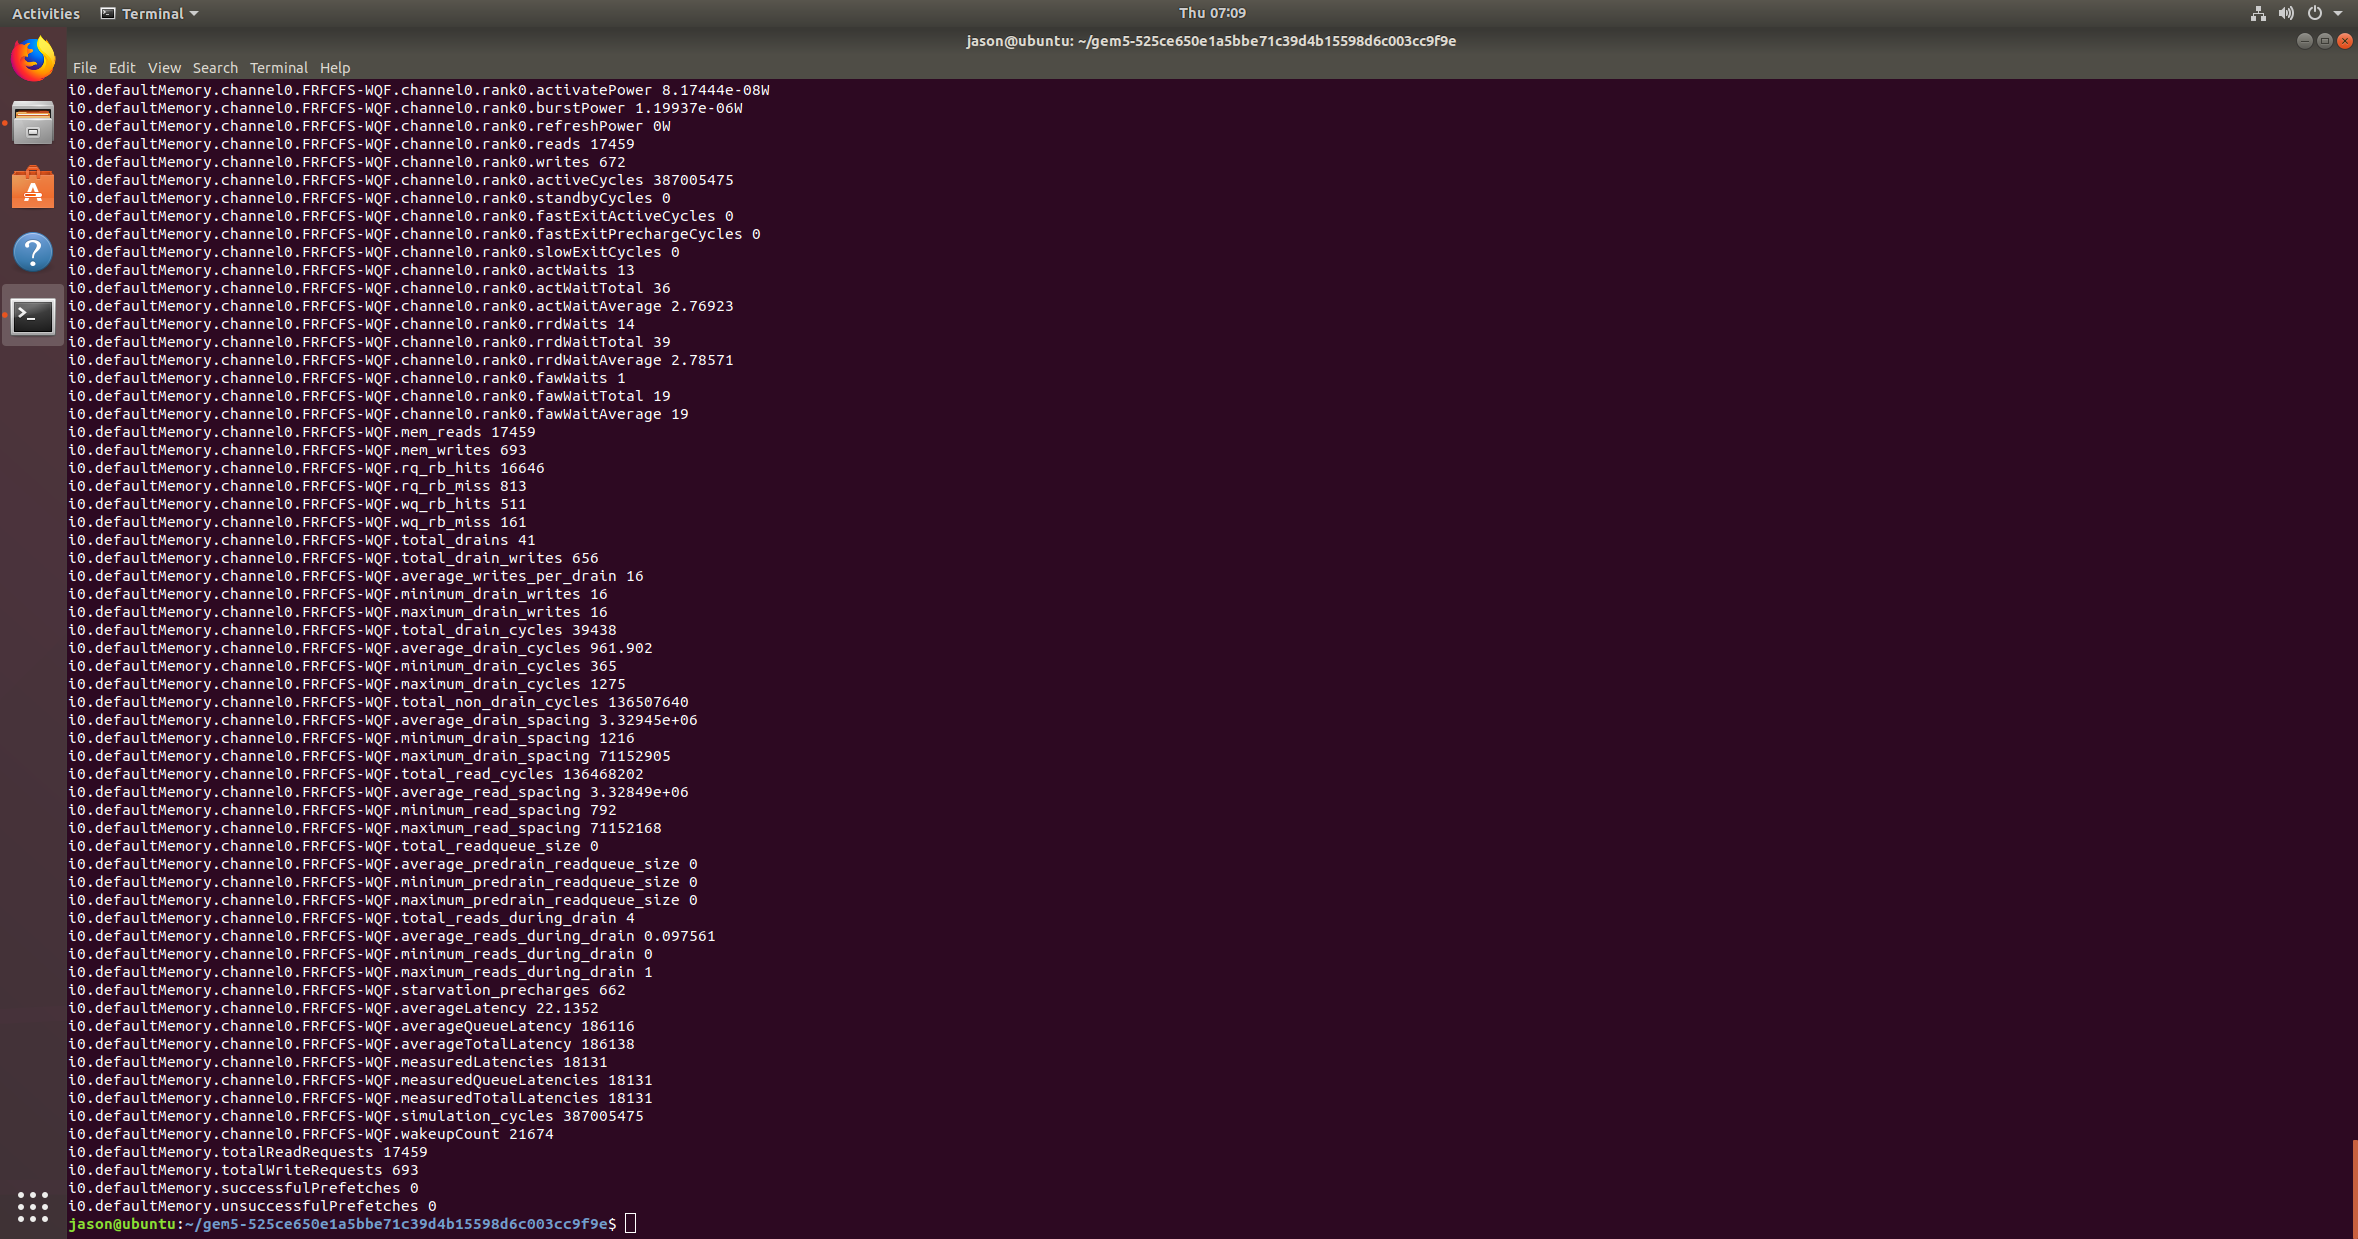 Activities Terminal Thu 07:09
jason@ubuntu: ~/gem5-525ce650e1a5bbe71c39d4b15598d6c003cc9f9e
File Edit View Search Terminal Help
i0.defaultMemory.channel0.FRFCFS-WQF.channel0.rank0.activatePower 8.17444e-08W
i0.defaultMemory.channel0.FRFCFS-WQF.channel0.rank0.burstPower 1.19937e-06W
i0.defaultMemory.channel0.FRFCFS-WQF.channel0.rank0.refreshPower 0W
i0.defaultMemory.channel0.FRFCFS-WQF.channel0.rank0.reads 17459
i0.defaultMemory.channel0.FRFCFS-WQF.channel0.rank0.writes 672
i0.defaultMemory.channel0.FRFCFS-WQF.channel0.rank0.activeCycles 387005475
i0.defaultMemory.channel0.FRFCFS-WQF.channel0.rank0.standbyCycles 0
i0.defaultMemory.channel0.FRFCFS-WQF.channel0.rank0.fastExitActiveCycles 0
i0.defaultMemory.channel0.FRFCFS-WQF.channel0.rank0.fastExitPrechargeCycles 0
i0.defaultMemory.channel0.FRFCFS-WQF.channel0.rank0.slowExitCycles 0
i0.defaultMemory.channel0.FRFCFS-WQF.channel0.rank0.actWaits 13
i0.defaultMemory.channel0.FRFCFS-WQF.channel0.rank0.actWaitTotal 36
i0.defaultMemory.channel0.FRFCFS-WQF.channel0.rank0.actWaitAverage 2.76923
i0.defaultMemory.channel0.FRFCFS-WQF.channel0.rank0.rrdWaits 14
i0.defaultMemory.channel0.FRFCFS-WQF.channel0.rank0.rrdWaitTotal 39
i0.defaultMemory.channel0.FRFCFS-WQF.channel0.rank0.rrdWaitAverage 2.78571
i0.defaultMemory.channel0.FRFCFS-WQF.channel0.rank0.fawWaits 1
i0.defaultMemory.channel0.FRFCFS-WQF.channel0.rank0.fawWaitTotal 19
i0.defaultMemory.channel0.FRFCFS-WQF.channel0.rank0.fawWaitAverage 19
i0.defaultMemory.channel0.FRFCFS-WQF.mem_reads 17459
i0.defaultMemory.channel0.FRFCFS-WQF.mem_writes 693
i0.defaultMemory.channel0.FRFCFS-WQF.rq_rb_hits 16646
i0.defaultMemory.channel0.FRFCFS-WQF.rq_rb_miss 813
i0.defaultMemory.channel0.FRFCFS-WQF.wq_rb_hits 511
i0.defaultMemory.channel0.FRFCFS-WQF.wq_rb_miss 161
i0.defaultMemory.channel0.FRFCFS-WQF.total_drains 41
i0.defaultMemory.channel0.FRFCFS-WQF.total_drain_writes 656
i0.defaultMemory.channel0.FRFCFS-WQF.average_writes_per_drain 16
i0.defaultMemory.channel0.FRFCFS-WQF.minimum_drain_writes 16
i0.defaultMemory.channel0.FRFCFS-WQF.maximum_drain_writes 16
i0.defaultMemory.channel0.FRFCFS-WQF.total_drain_cycles 39438
i0.defaultMemory.channel0.FRFCFS-WQF.average_drain_cycles 961.902
i0.defaultMemory.channel0.FRFCFS-WQF.minimum_drain_cycles 365
i0.defaultMemory.channel0.FRFCFS-WQF.maximum_drain_cycles 1275
i0.defaultMemory.channel0.FRFCFS-WQF.total_non_drain_cycles 136507640
i0.defaultMemory.channel0.FRFCFS-WQF.average_drain_spacing 3.32945e+06
i0.defaultMemory.channel0.FRFCFS-WQF.minimum_drain_spacing 1216
i0.defaultMemory.channel0.FRFCFS-WQF.maximum_drain_spacing 71152905
i0.defaultMemory.channel0.FRFCFS-WQF.total_read_cycles 136468202
i0.defaultMemory.channel0.FRFCFS-WQF.average_read_spacing 3.32849e+06
i0.defaultMemory.channel0.FRFCFS-WQF.minimum_read_spacing 792
i0.defaultMemory.channel0.FRFCFS-WQF.maximum_read_spacing 71152168
i0.defaultMemory.channel0.FRFCFS-WQF.total_readqueue_size 0
i0.defaultMemory.channel0.FRFCFS-WQF.average_predrain_readqueue_size 0
i0.defaultMemory.channel0.FRFCFS-WQF.minimum_predrain_readqueue_size 0
i0.defaultMemory.channel0.FRFCFS-WQF.maximum_predrain_readqueue_size 0
i0.defaultMemory.channel0.FRFCFS-WQF.total_reads_during_drain 4
i0.defaultMemory.channel0.FRFCFS-WQF.average_reads_during_drain 0.097561
i0.defaultMemory.channel0.FRFCFS-WQF.minimum_reads_during_drain 0
i0.defaultMemory.channel0.FRFCFS-WQF.maximum_reads_during_drain 1
i0.defaultMemory.channel0.FRFCFS-WQF.starvation_precharges 662
i0.defaultMemory.channel0.FRFCFS-WQF.averageLatency 22.1352
i0.defaultMemory.channel0.FRFCFS-WQF.averageQueueLatency 186116
i0.defaultMemory.channel0.FRFCFS-WQF.averageTotalLatency 186138
i0.defaultMemory.channel0.FRFCFS-WQF.measuredLatencies 18131
i0.defaultMemory.channel0.FRFCFS-WQF.measuredQueueLatencies 18131
i0.defaultMemory.channel0.FRFCFS-WQF.measuredTotalLatencies 18131
i0.defaultMemory.channel0.FRFCFS-WQF.simulation_cycles 387005475
i0.defaultMemory.channel0.FRFCFS-WQF.wakeupCount 21674
i0.defaultMemory.totalReadRequests 17459
i0.defaultMemory.totalWriteRequests 693
i0.defaultMemory.successfulPrefetches 0
i0.defaultMemory.unsuccessfulPrefetches 0
jason@ubuntu:~/gem5-525ce650e1a5bbe71c39d4b15598d6c003cc9f9e$